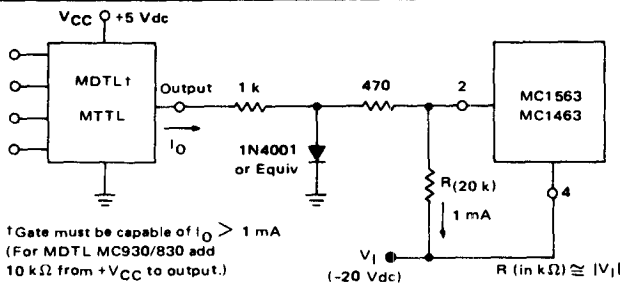 VCC +5 Vdc
MDTL†
MTTL
Output
IO
1 k
470
2
MC1563
MC1463
1N4001
or Equiv
R(20 k)
1 mA
4
†Gate must be capable of IO > 1 mA
(For MDTL MC930/830 add
10 kΩ from +VCC to output.)
VI
(-20 Vdc)
R (in kΩ) ≅ |VI|